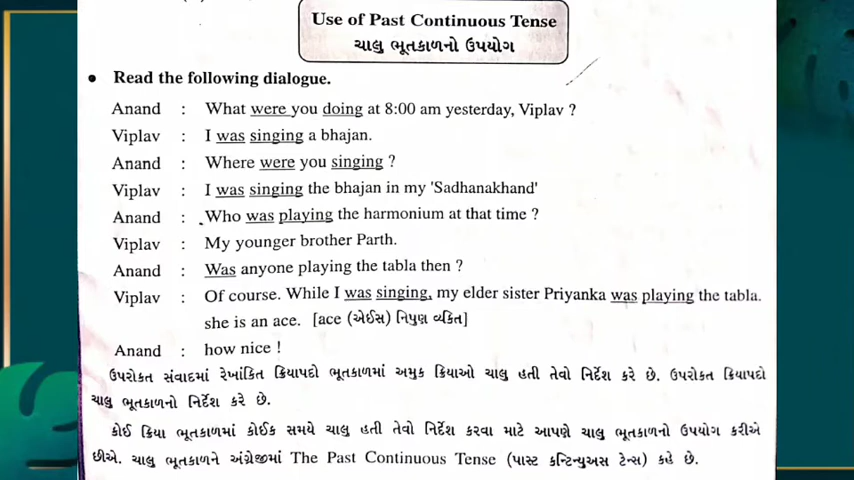 Use of Past Continuous Tense
ચાલુ ભૂતકાળનો ઉપયોગ
• Read the following dialogue.
Anand : What were you doing at 8:00 am yesterday, Viplav ?
Viplav : I was singing a bhajan.
Anand : Where were you singing ?
Viplav : I was singing the bhajan in my 'Sadhanakhand'
Anand : Who was playing the harmonium at that time ?
Viplav : My younger brother Parth.
Anand : Was anyone playing the tabla then ?
Viplav : Of course. While I was singing, my elder sister Priyanka was playing the tabla.
she is an ace. [ace (એઈસ) નિપુણ વ્યકિત]
Anand : how nice !
ઉપરોકત સંવાદમાં રેખાંકિત ક્રિયાપદો ભૂતકાળમાં અમુક ક્રિયાઓ ચાલુ હતી તેવો નિર્દેશ કરે છે. ઉપરોકત ક્રિયાપદો
ચાલુ ભૂતકાળનો નિર્દેશ કરે છે.
કોઈ ક્રિયા ભૂતકાળમાં કોઈક સમયે ચાલુ હતી તેવો નિર્દેશ કરવા માટે આપણે ચાલુ ભૂતકાળનો ઉપયોગ કરીએ
છીએ. ચાલુ ભૂતકાળને અંગ્રેજીમાં The Past Continuous Tense (પાસ્ટ કન્ટિન્યુઅસ ટેન્સ) કહે છે.